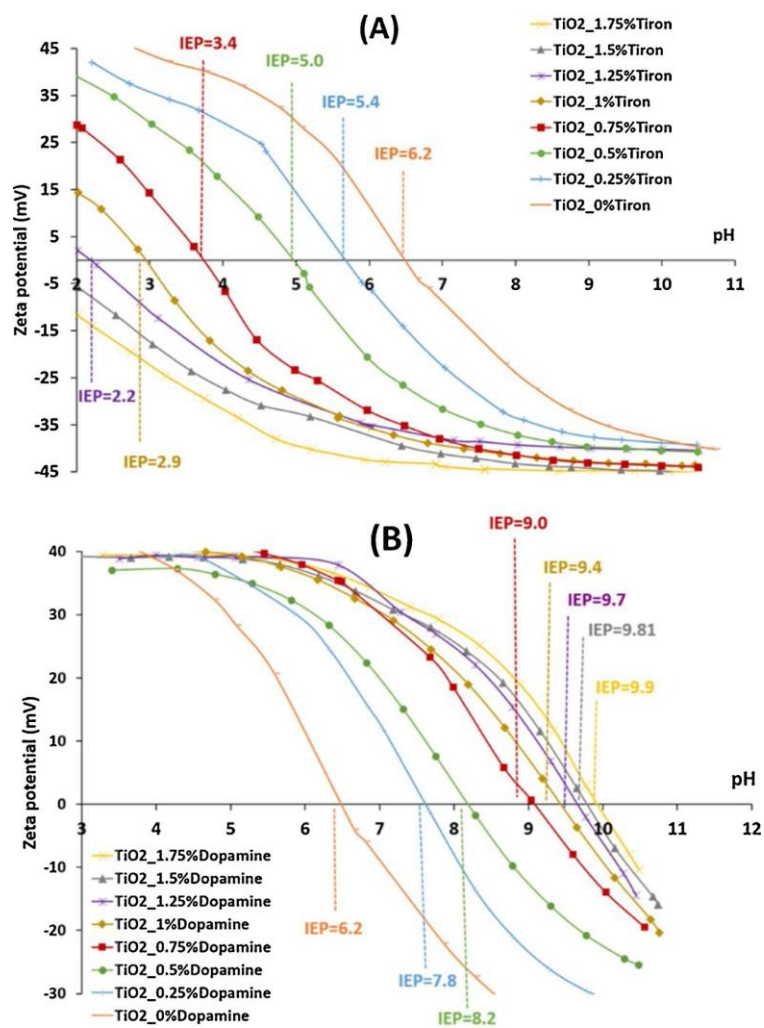 (A)
IEP=3.4
IEP=5.0
IEP=5.4
IEP=6.2
TiO2_1.75%Tiron
TiO2_1.5%Tiron
TiO2_1.25%Tiron
TiO2_1%Tiron
TiO2_0.75%Tiron
TiO2_0.5%Tiron
TiO2_0.25%Tiron
TiO2_0%Tiron
Zeta potential (mV)
45
35
25
15
5
-5
-15
-25
-35
-45
pH
2 3 4 5 6 7 8 9 10 11
IEP=2.2
IEP=2.9
(B)
IEP=9.0
IEP=9.4
IEP=9.7
IEP=9.81
IEP=9.9
Zeta potential (mV)
40
30
20
10
0
-10
-20
-30
pH
3 4 5 6 7 8 9 10 11 12
TiO2_1.75%Dopamine
TiO2_1.5%Dopamine
TiO2_1.25%Dopamine
TiO2_1%Dopamine
TiO2_0.75%Dopamine
TiO2_0.5%Dopamine
TiO2_0.25%Dopamine
TiO2_0%Dopamine
IEP=6.2
IEP=7.8
IEP=8.2